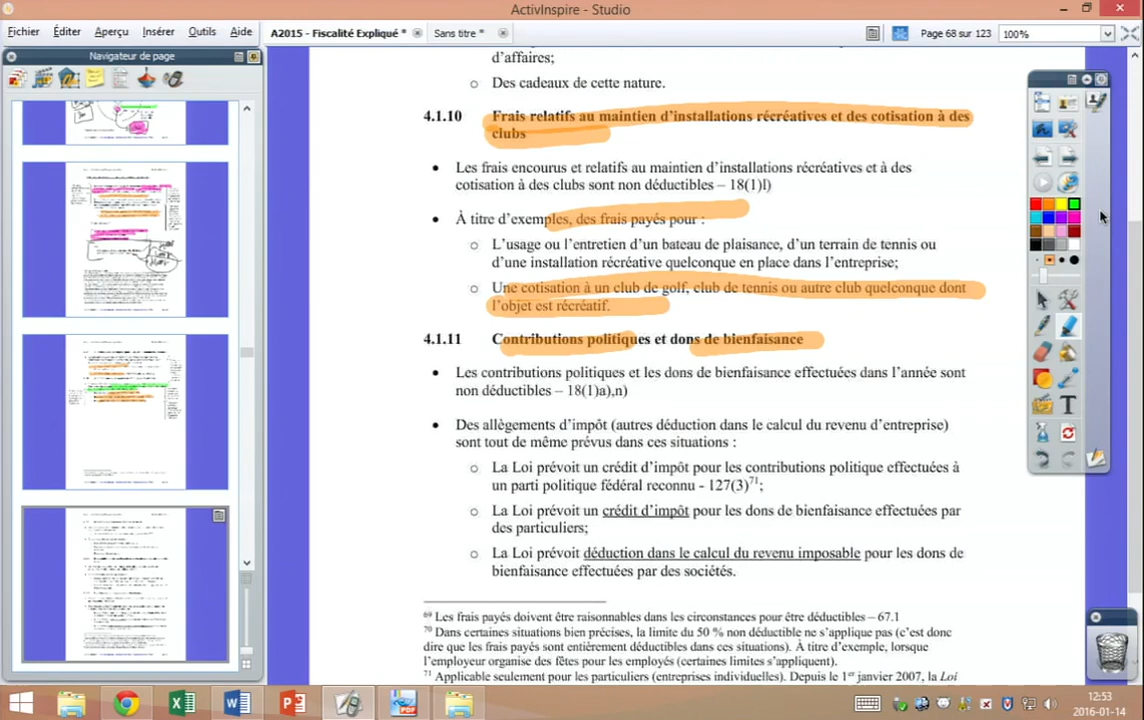 ActivInspire - Studio
Fichier Éditer Aperçu Insérer Outils Aide
A2015 - Fiscalité Expliqué *
Sans titre *
Page 68 sur 123
100%
Navigateur de page
d'affaires;
o Des cadeaux de cette nature.
4.1.10 Frais relatifs au maintien d'installations récréatives et des cotisation à des
clubs
• Les frais encourus et relatifs au maintien d'installations récréatives et à des
cotisation à des clubs sont non déductibles – 18(1)l)
• À titre d'exemples, des frais payés pour :
o L'usage ou l'entretien d'un bateau de plaisance, d'un terrain de tennis ou
d'une installation récréative quelconque en place dans l'entreprise;
o Une cotisation à un club de golf, club de tennis ou autre club quelconque dont
l'objet est récréatif.
4.1.11 Contributions politiques et dons de bienfaisance
• Les contributions politiques et les dons de bienfaisance effectuées dans l'année sont
non déductibles – 18(1)a),n)
• Des allègements d'impôt (autres déduction dans le calcul du revenu d'entreprise)
sont tout de même prévus dans ces situations :
o La Loi prévoit un crédit d'impôt pour les contributions politique effectuées à
un parti politique fédéral reconnu - 127(3)71;
o La Loi prévoit un crédit d'impôt pour les dons de bienfaisance effectuées par
des particuliers;
o La Loi prévoit déduction dans le calcul du revenu imposable pour les dons de
bienfaisance effectuées par des sociétés.
69 Les frais payés doivent être raisonnables dans les circonstances pour être déductibles – 67.1
70 Dans certaines situations bien précises, la limite du 50 % non déductible ne s'applique pas (c'est donc
dire que les frais payés sont entièrement déductibles dans ces situations). À titre d'exemple, lorsque
l'employeur organise des fêtes pour les employés (certaines limites s'appliquent).
71 Applicable seulement pour les particuliers (entreprises individuelles). Depuis le 1er janvier 2007, la Loi
12:53
2016-01-14